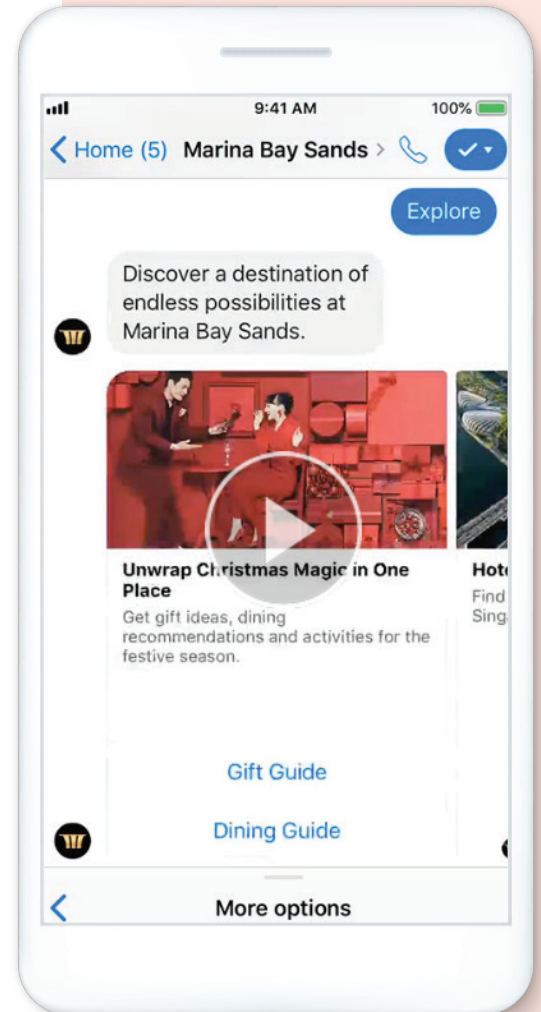 9:41 AM
100%
Home (5)
Marina Bay Sands
Explore
Discover a destination of
endless possibilities at
Marina Bay Sands.
Unwrap Christmas Magic in One
Place
Get gift ideas, dining
recommendations and activities for the
festive season.
Find
Gift Guide
Dining Guide
More options